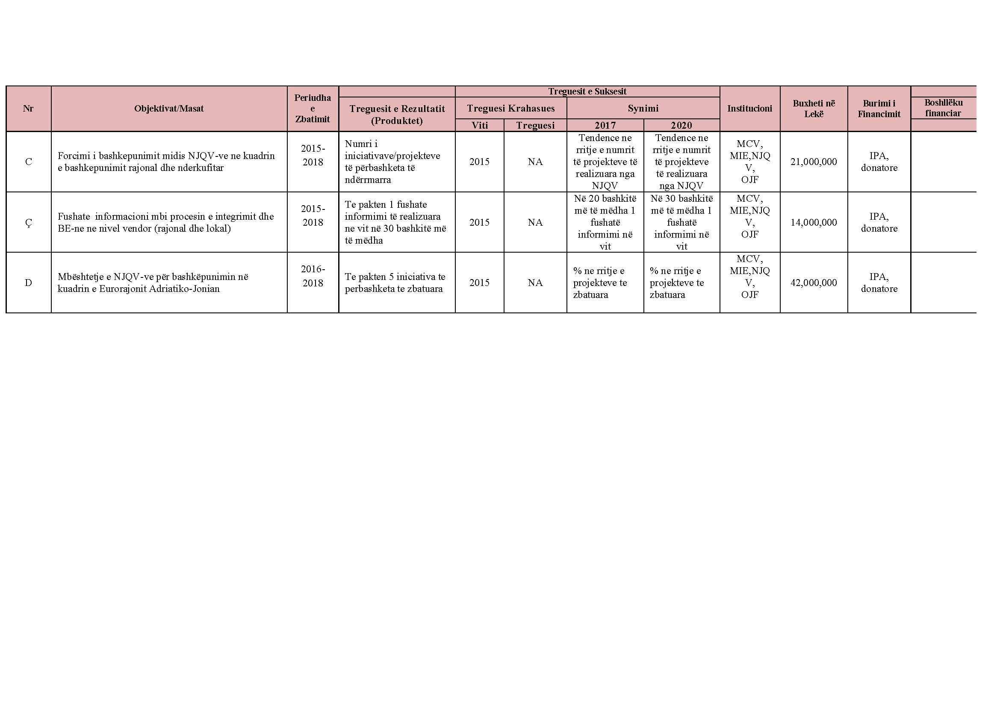 Nr
Objektivat/Masat
Periudha
e
Zbatimit
Treguesit e Rezultatit
(Produktet)
Treguesit e Suksesit
Treguesi Krahasues
Synimi
Viti
Treguesi
2017
2020
Institucioni
Buxheti në
Lekë
Burimi i
Financimit
Boshllëku
financiar
C
Forcimi i bashkepunimit midis NJQV-ve ne kuadrin
e bashkepunimit rajonal dhe nderkufitar
2015-
2018
Numri i
iniciativave/projekteve
të përbashketa të
ndërrmarra
2015
NA
Tendence ne
rritje e numrit
të projekteve të
realizuara nga
NJQV
Tendence ne
rritje e numrit
të projekteve
të realizuara
nga NJQV
MCV,
MIE,NJQ
V,
OJF
21,000,000
IPA,
donatore
Ç
Fushate  informacioni mbi procesin e integrimit dhe
BE-ne ne nivel vendor (rajonal dhe lokal)
2015-
2018
Te pakten 1 fushate
informimi të realizuara
ne vit në 30 bashkitë më
të mëdha
2015
NA
Në 20 bashkitë
më të mëdha 1
fushatë
informimi në
vit
Në 30 bashkitë
më të mëdha 1
fushatë
informimi në
vit
MCV,
MIE,NJQ
V,
OJF
14,000,000
IPA,
donatore
D
Mbështetje e NJQV-ve për bashkëpunimin në
kuadrin e Eurorajonit Adriatiko-Jonian
2016-
2018
Te pakten 5 iniciativa te
perbashketa te zbatuara
2015
NA
% ne rritje e
projekteve te
zbatuara
% ne rritje e
projekteve te
zbatuara
MCV,
MIE,NJQ
V,
OJF
42,000,000
IPA,
donatore